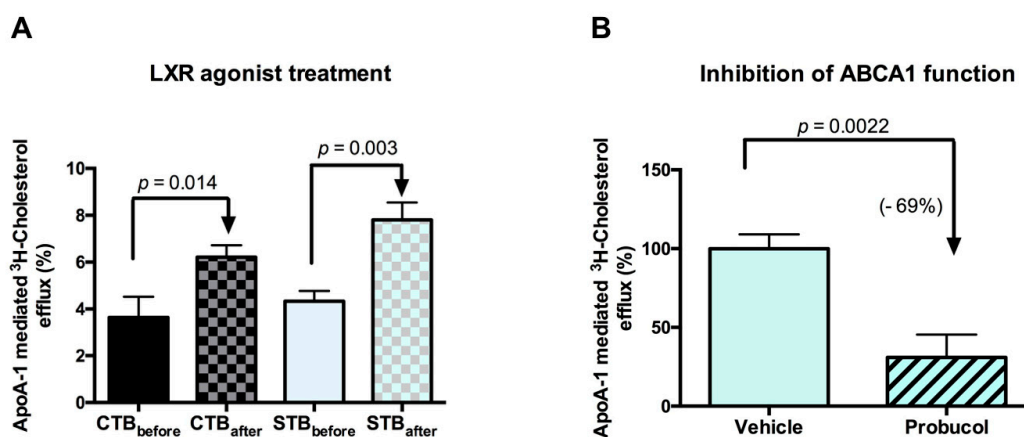 A
LXR agonist treatment
ApoA-1 mediated ³H-Cholesterol
efflux (%)
10
8
6
4
2
0
p = 0.014
p = 0.003
CTBbefore
CTBafter
STBbefore
STBafter
B
Inhibition of ABCA1 function
ApoA-1 mediated ³H-Cholesterol
efflux (%)
150
100
50
0
p = 0.0022
(- 69%)
Vehicle
Probucol